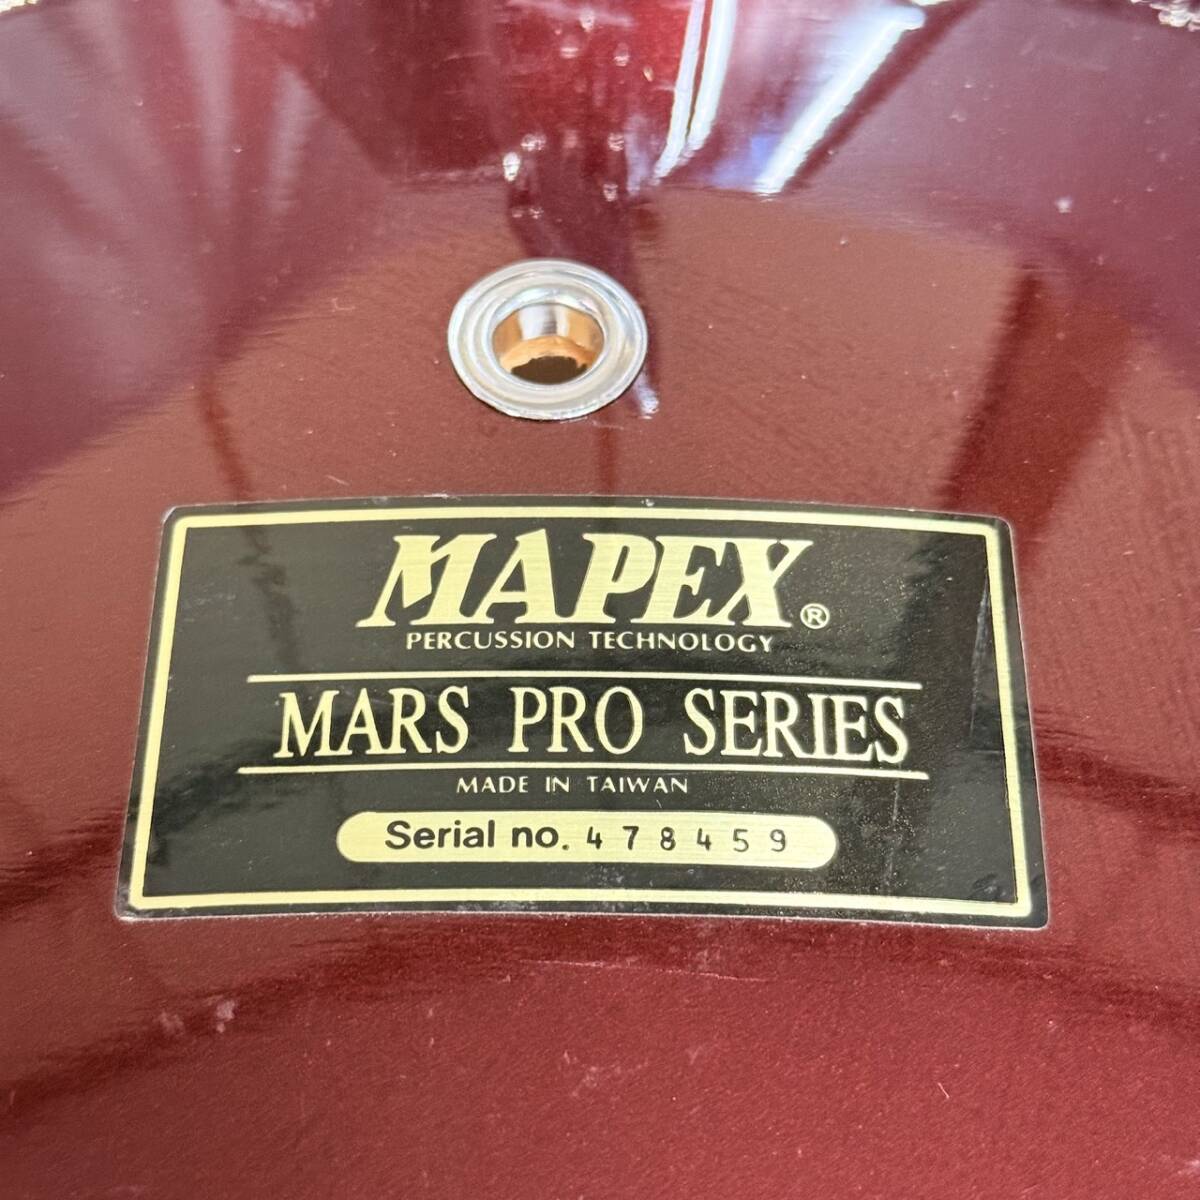 MAPEX®
PERCUSSION TECHNOLOGY
MARS PRO SERIES
MADE IN TAIWAN
Serial no. 478459